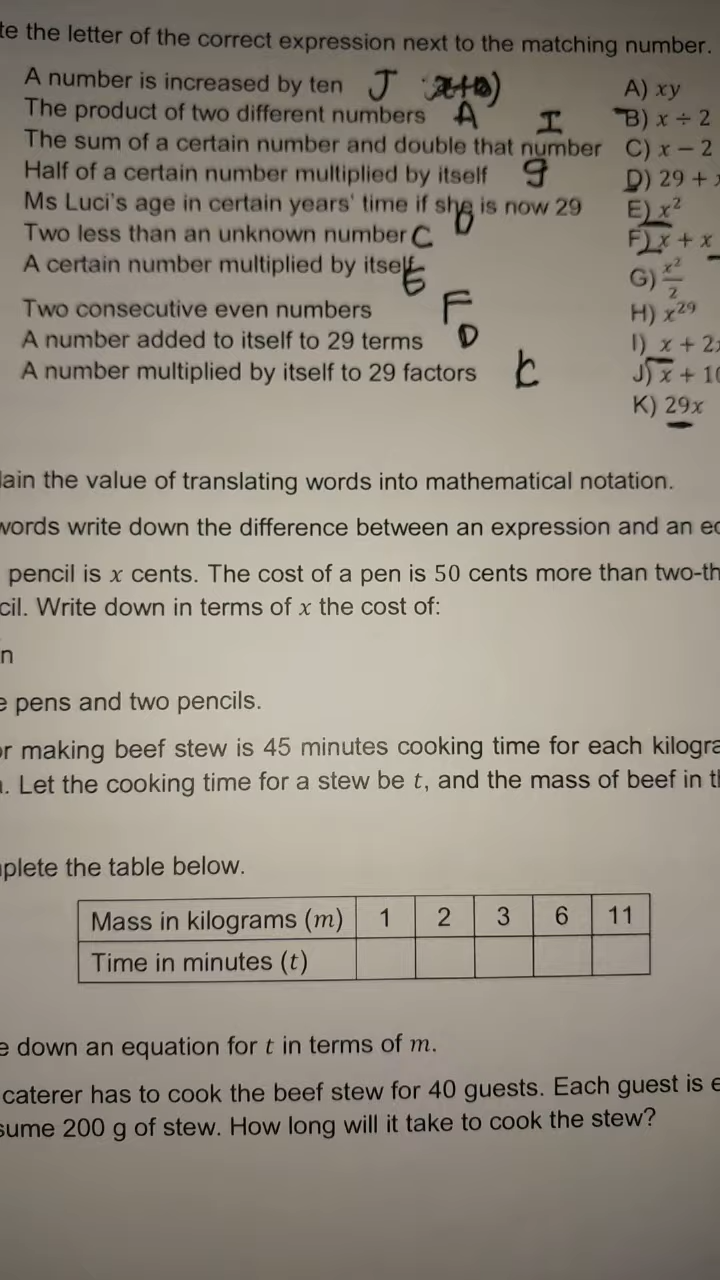 te the letter of the correct expression next to the matching number.
A number is increased by ten J A) xy
The product of two different numbers A B) x ÷ 2
The sum of a certain number and double that number I C) x − 2
Half of a certain number multiplied by itself g D) 29 +
Ms Luci's age in certain years' time if she is now 29 D E) x²
Two less than an unknown number C F) x + x
A certain number multiplied by itself E G) x²/2
Two consecutive even numbers F H) x²⁹
A number added to itself to 29 terms D I) x + 2
A number multiplied by itself to 29 factors J) x + 10
K) 29x
lain the value of translating words into mathematical notation.
words write down the difference between an expression and an eq
pencil is x cents. The cost of a pen is 50 cents more than two-th
cil. Write down in terms of x the cost of:
n
e pens and two pencils.
or making beef stew is 45 minutes cooking time for each kilogra
. Let the cooking time for a stew be t, and the mass of beef in th
plete the table below.
Mass in kilograms (m) 1 2 3 6 11
Time in minutes (t)
e down an equation for t in terms of m.
caterer has to cook the beef stew for 40 guests. Each guest is e
sume 200 g of stew. How long will it take to cook the stew?